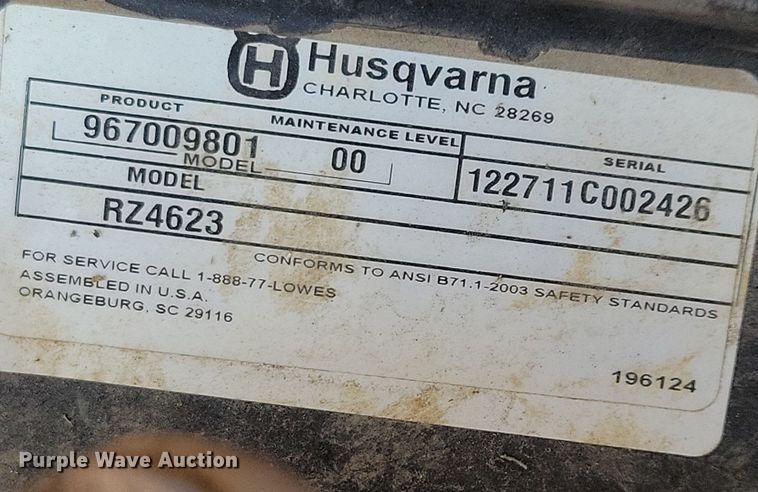 H Husqvarna
CHARLOTTE, NC 28269
PRODUCT MAINTENANCE LEVEL SERIAL
967009801 00 122711C002426
MODEL
MODEL
RZ4623
FOR SERVICE CALL 1-888-77-LOWES CONFORMS TO ANSI B71.1-2003 SAFETY STANDARDS
ASSEMBLED IN U.S.A.
ORANGEBURG, SC 29116
196124
Purple Wave Auction